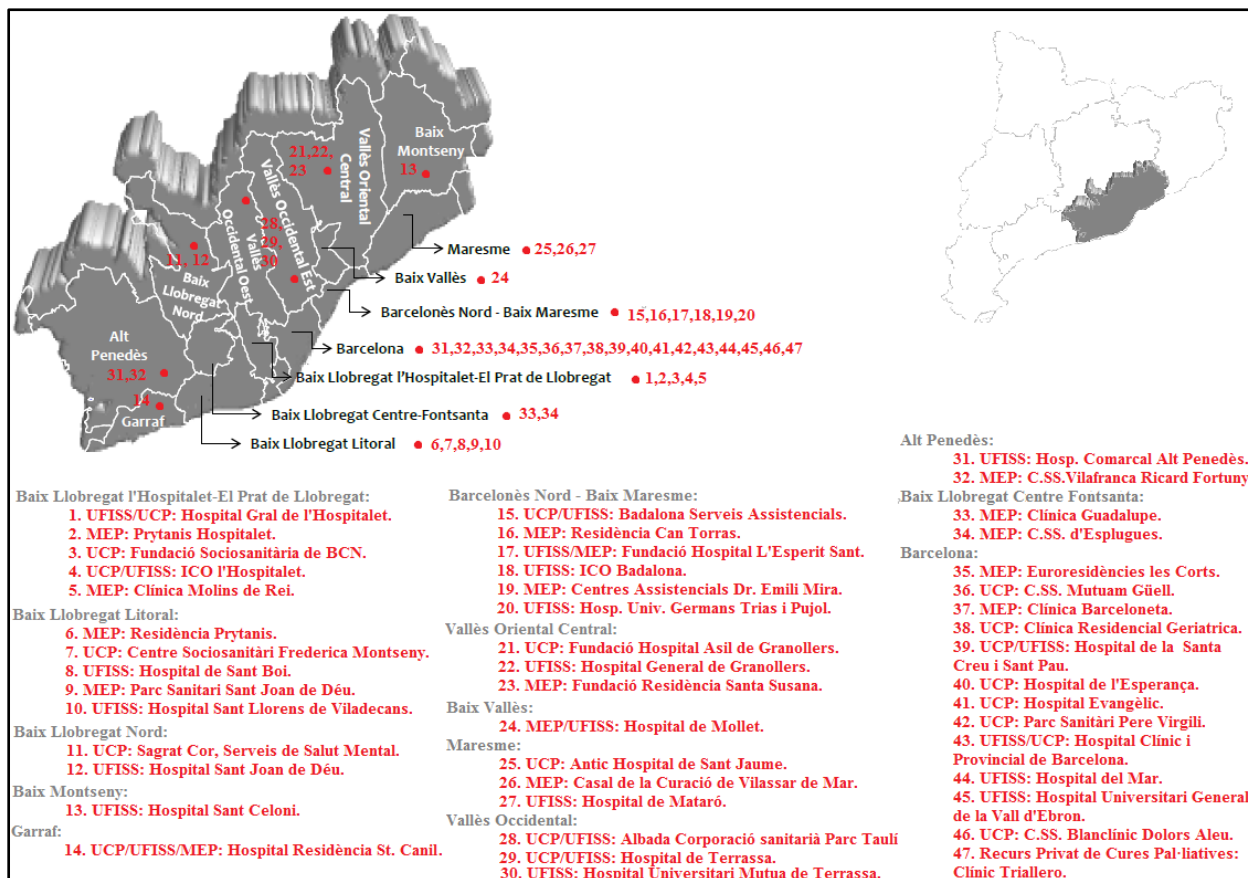 21,22,
23
Vallès Oriental
Central
Baix
Montseny
13
Vallès Occidental Est
28,
29,
30
Vallès
Occidental Oest
11, 12
Baix
Llobregat
Nord
Alt
Penedès
31,32
14
Garraf
Maresme 25,26,27
Baix Vallès 24
Barcelonès Nord - Baix Maresme 15,16,17,18,19,20
Barcelona 31,32,33,34,35,36,37,38,39,40,41,42,43,44,45,46,47
Baix Llobregat l'Hospitalet-El Prat de Llobregat 1,2,3,4,5
Baix Llobregat Centre-Fontsanta 33,34
Baix Llobregat Litoral 6,7,8,9,10
Baix Llobregat l'Hospitalet-El Prat de Llobregat:
1. UFISS/UCP: Hospital Gral de l'Hospitalet.
2. MEP: Prytanis Hospitalet.
3. UCP: Fundació Sociosanitària de BCN.
4. UCP/UFISS: ICO l'Hospitalet.
5. MEP: Clínica Molins de Rei.
Baix Llobregat Litoral:
6. MEP: Residència Prytanis.
7. UCP: Centre Sociosanitàri Frederica Montseny.
8. UFISS: Hospital de Sant Boi.
9. MEP: Parc Sanitari Sant Joan de Déu.
10. UFISS: Hospital Sant Llorens de Viladecans.
Baix Llobregat Nord:
11. UCP: Sagrat Cor, Serveis de Salut Mental.
12. UFISS: Hospital Sant Joan de Déu.
Baix Montseny:
13. UFISS: Hospital Sant Celoni.
Garraf:
14. UCP/UFISS/MEP: Hospital Residència St. Canil.
Barcelonès Nord - Baix Maresme:
15. UCP/UFISS: Badalona Serveis Assistencials.
16. MEP: Residència Can Torras.
17. UFISS/MEP: Fundació Hospital L'Esperit Sant.
18. UFISS: ICO Badalona.
19. MEP: Centres Assistencials Dr. Emili Mira.
20. UFISS: Hosp. Univ. Germans Trias i Pujol.
Vallès Oriental Central:
21. UCP: Fundació Hospital Asil de Granollers.
22. UFISS: Hospital General de Granollers.
23. MEP: Fundació Residència Santa Susana.
Baix Vallès:
24. MEP/UFISS: Hospital de Mollet.
Maresme:
25. UCP: Antic Hospital de Sant Jaume.
26. MEP: Casal de la Curació de Vilassar de Mar.
27. UFISS: Hospital de Mataró.
Vallès Occidental:
28. UCP/UFISS: Albada Corporació sanitarià Parc Taulí
29. UCP/UFISS: Hospital de Terrassa.
30. UFISS: Hospital Universitari Mutua de Terrassa.
Alt Penedès:
31. UFISS: Hosp. Comarcal Alt Penedès.
32. MEP: C.SS.Vilafranca Ricard Fortuny
Baix Llobregat Centre Fontsanta:
33. MEP: Clínica Guadalupe.
34. MEP: C.SS. d'Esplugues.
Barcelona:
35. MEP: Euroresidències les Corts.
36. UCP: C.SS. Mutuam Güell.
37. MEP: Clínica Barceloneta.
38. UCP: Clínica Residencial Geriatrica.
39. UCP/UFISS: Hospital de la Santa
Creu i Sant Pau.
40. UCP: Hospital de l'Esperança.
41. UCP: Hospital Evangèlic.
42. UCP: Parc Sanitàri Pere Virgili.
43. UFISS/UCP: Hospital Clínic i
Provincial de Barcelona.
44. UFISS: Hospital del Mar.
45. UFISS: Hospital Universitari General
de la Vall d'Ebron.
46. UCP: C.SS. Blanclínic Dolors Aleu.
47. Recurs Privat de Cures Pal·liatives:
Clínic Triallero.